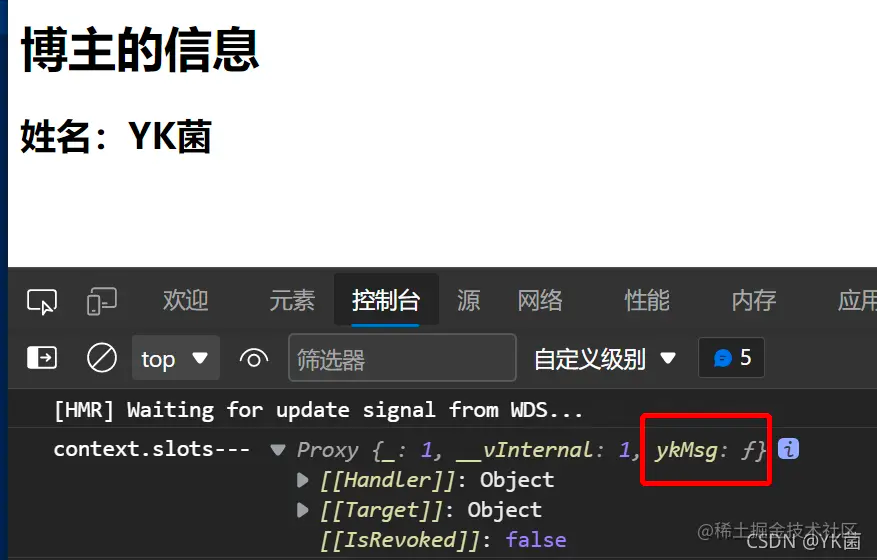 博主的信息
姓名：YK菌
欢迎 元素 控制台 源 网络 性能 内存 应用
top 筛选器 自定义级别 5
[HMR] Waiting for update signal from WDS...
context.slots--- Proxy {_: 1, __vInternal: 1, ykMsg: ƒ} i
[[Handler]]: Object
[[Target]]: Object
[[IsRevoked]]: false
@稀土掘金技术社区
CSDN @YK菌